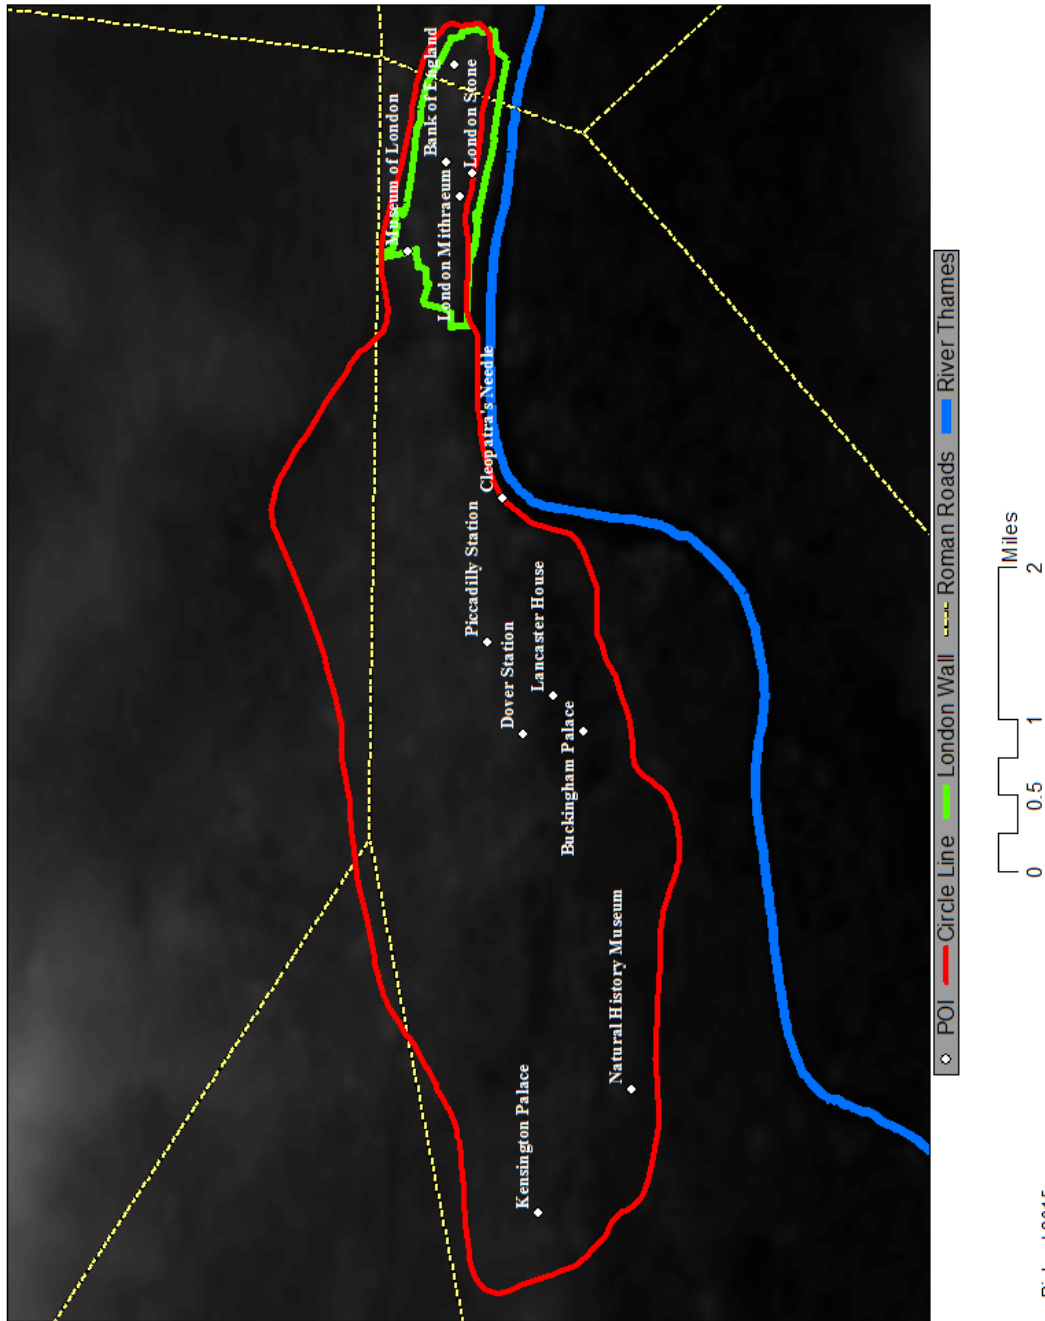 Museum of London
Bank of England
London Stone
London Mithraeum
Cleopatra's Needle
Piccadilly Station
Dover Station
Lancaster House
Buckingham Palace
Natural History Museum
Kensington Palace
POI Circle Line London Wall Roman Roads River Thames
0 0.5 1 2
Miles